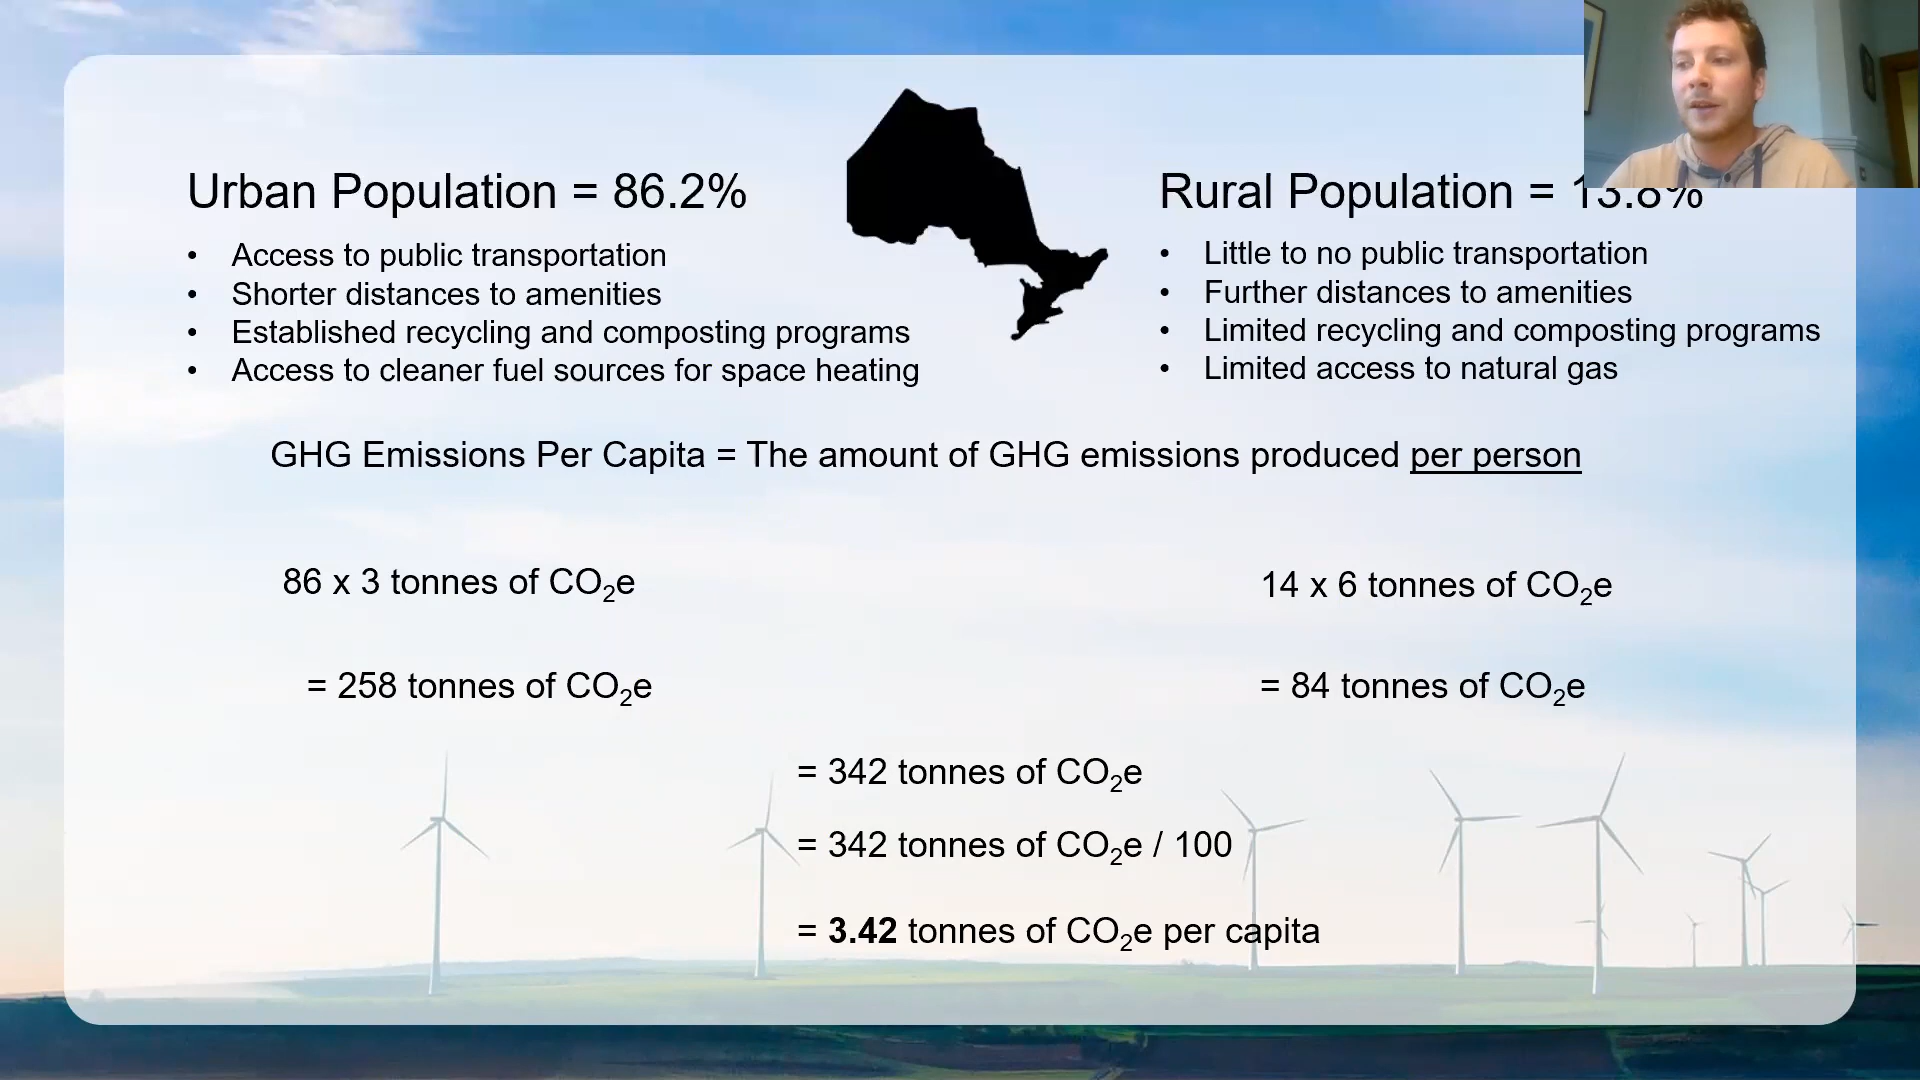 Urban Population = 86.2%
• Access to public transportation
• Shorter distances to amenities
• Established recycling and composting programs
• Access to cleaner fuel sources for space heating
Rural Population = 13.8%
• Little to no public transportation
• Further distances to amenities
• Limited recycling and composting programs
• Limited access to natural gas
GHG Emissions Per Capita = The amount of GHG emissions produced per person
86 x 3 tonnes of CO₂e
= 258 tonnes of CO₂e
14 x 6 tonnes of CO₂e
= 84 tonnes of CO₂e
= 342 tonnes of CO₂e
= 342 tonnes of CO₂e / 100
= 3.42 tonnes of CO₂e per capita